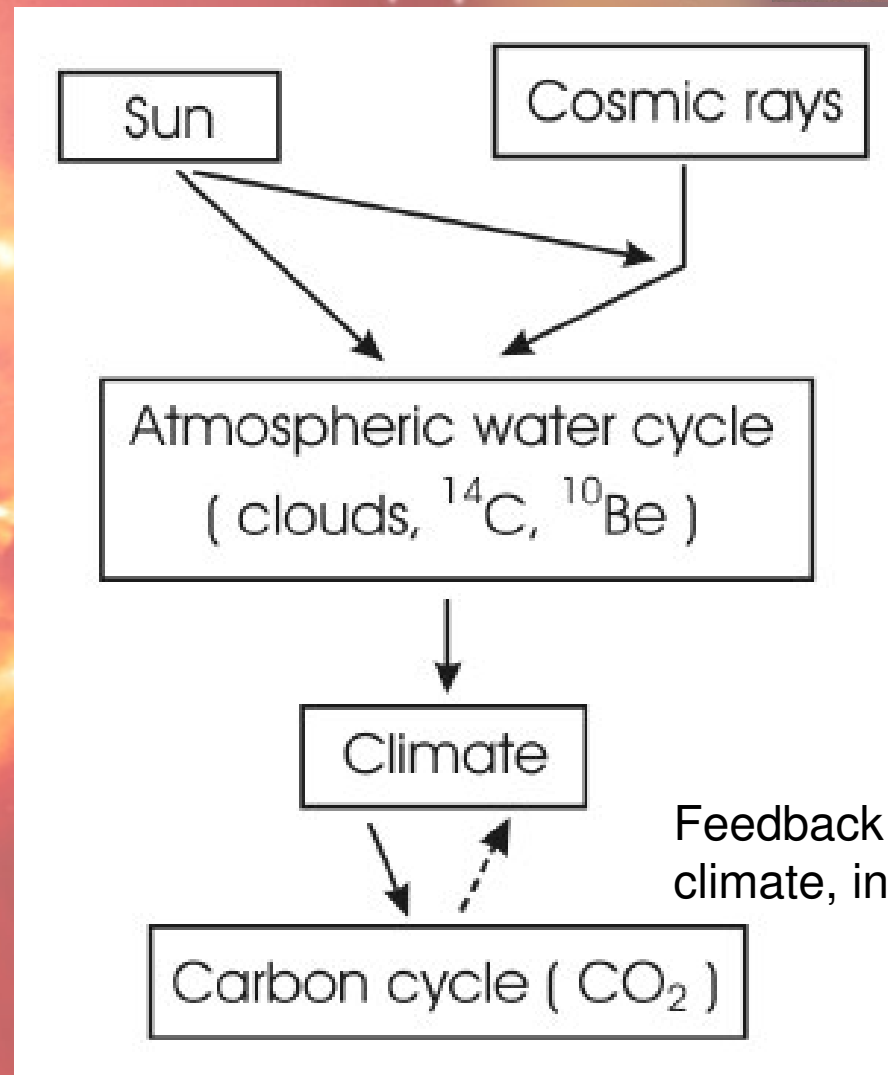 Sun
Cosmic rays
Atmospheric water cycle
( clouds, ¹⁴C, ¹⁰Be )
Climate
Feedback
climate, in
Carbon cycle ( CO₂ )